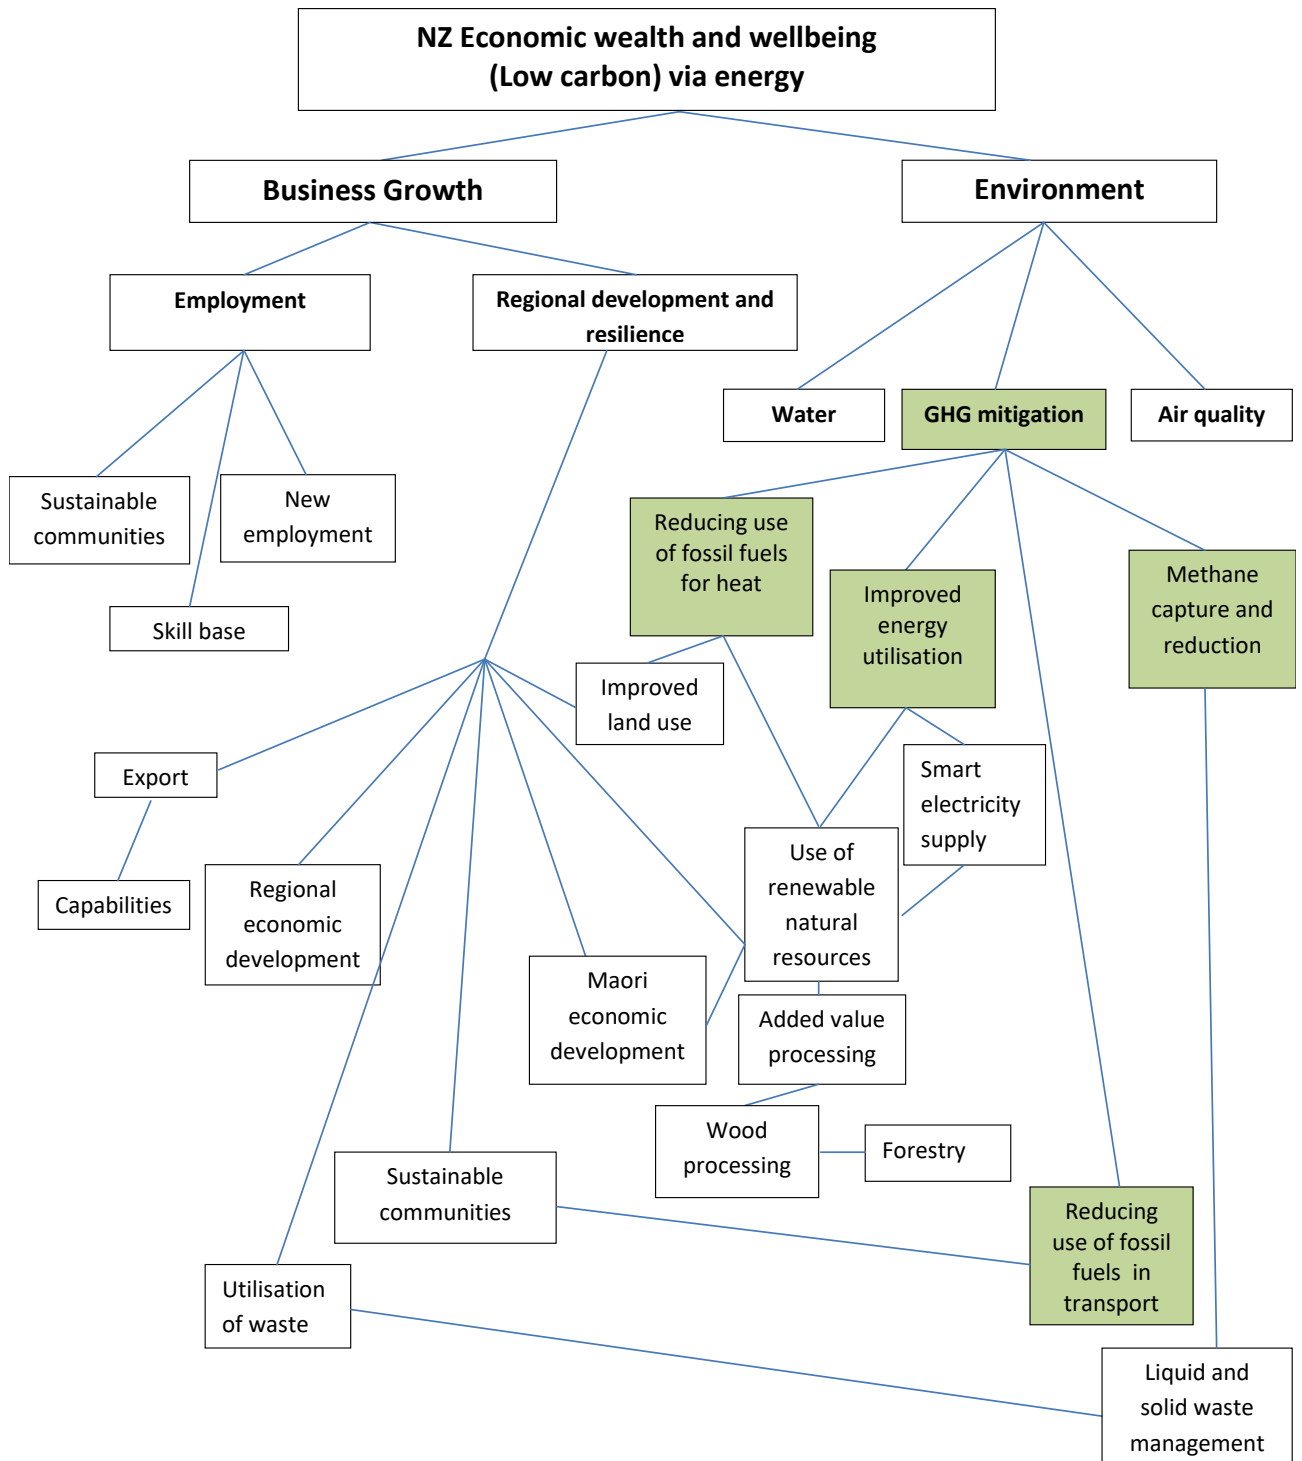 NZ Economic wealth and wellbeing
(Low carbon) via energy
Business Growth
Environment
Employment
Regional development and
resilience
Water
GHG mitigation
Air quality
Sustainable
communities
New
employment
Skill base
Reducing use
of fossil fuels
for heat
Improved
energy
utilisation
Methane
capture and
reduction
Improved
land use
Export
Smart
electricity
supply
Capabilities
Regional
economic
development
Use of
renewable
natural
resources
Maori
economic
development
Added value
processing
Wood
processing
Forestry
Sustainable
communities
Reducing
use of fossil
fuels in
transport
Utilisation
of waste
Liquid and
solid waste
management